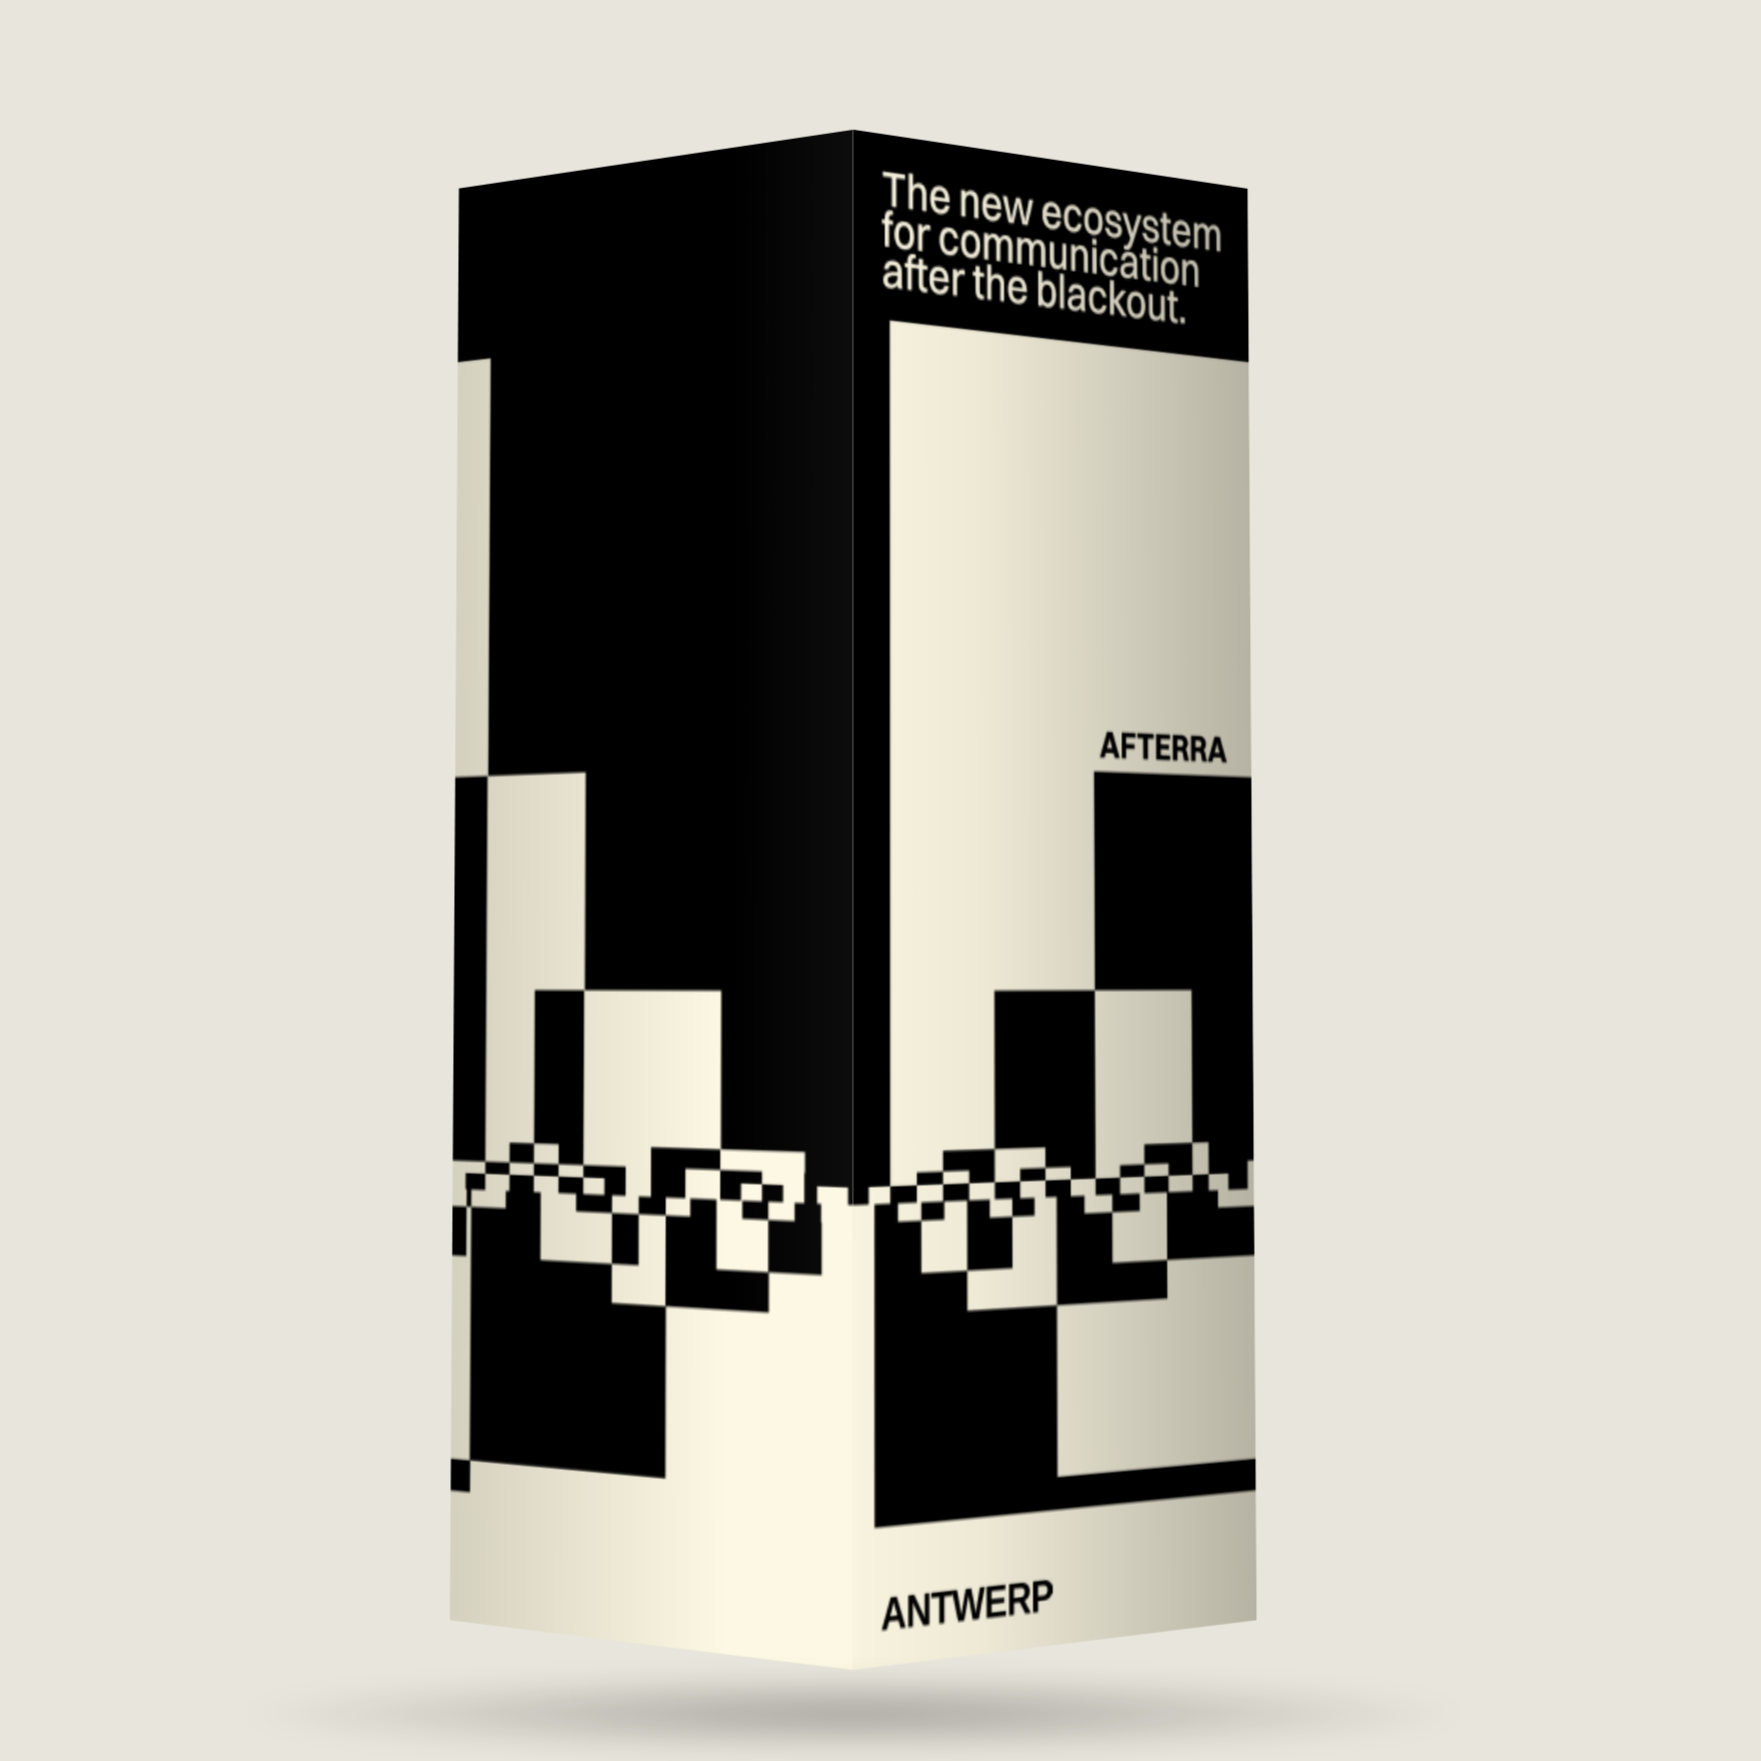 The new ecosystem
for communication
after the blackout.
AFTERRA
ANTWERP